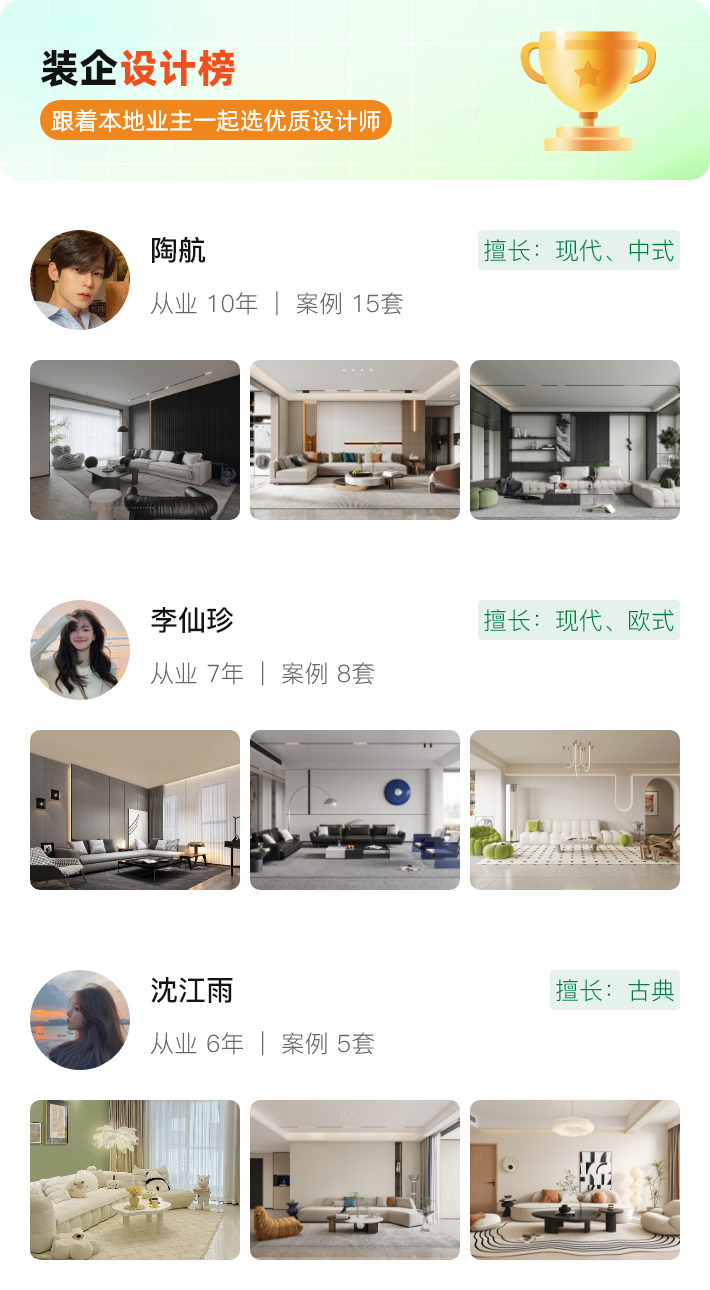 装企设计榜
跟着本地业主一起选优质设计师
陶航
擅长：现代、中式
从业 10年 ｜ 案例 15套
李仙珍
擅长：现代、欧式
从业 7年 ｜ 案例 8套
沈江雨
擅长：古典
从业 6年 ｜ 案例 5套